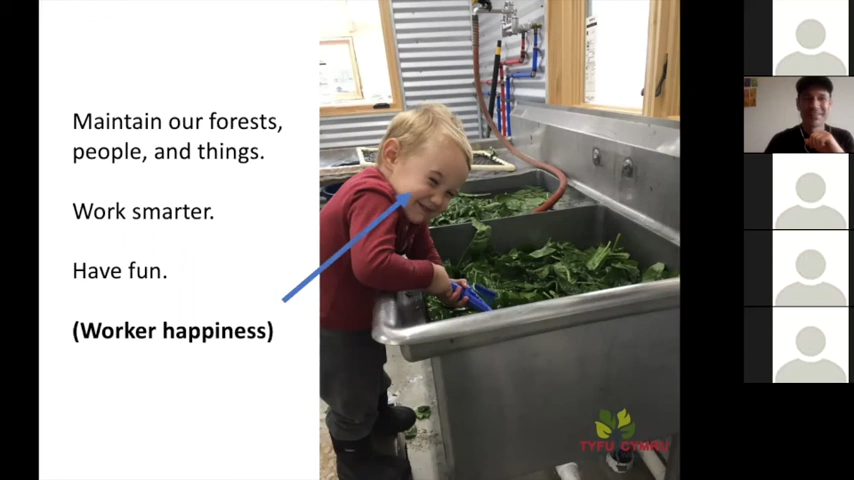 Maintain our forests,
people, and things.
Work smarter.
Have fun.
(Worker happiness)
TYFU CYMRU